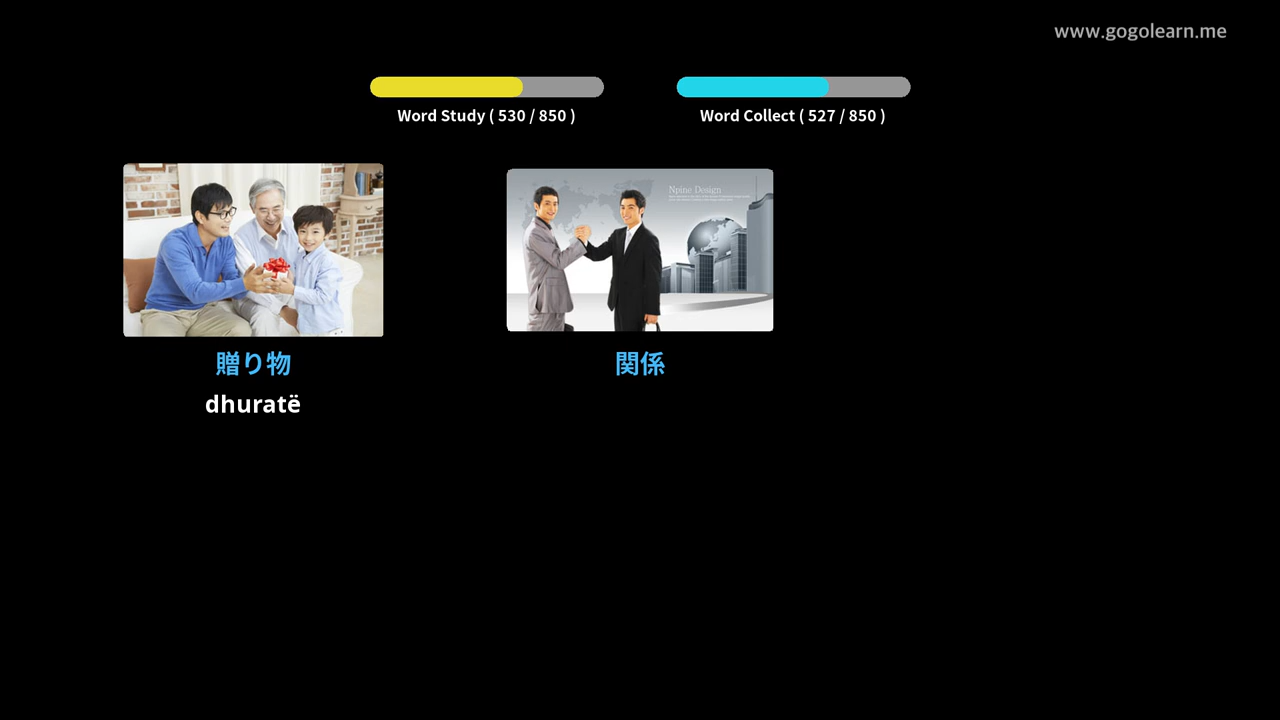 www.gogolearn.me
Word Study ( 530 / 850 )
Word Collect ( 527 / 850 )
Npine Design
贈り物
関係
dhuratë